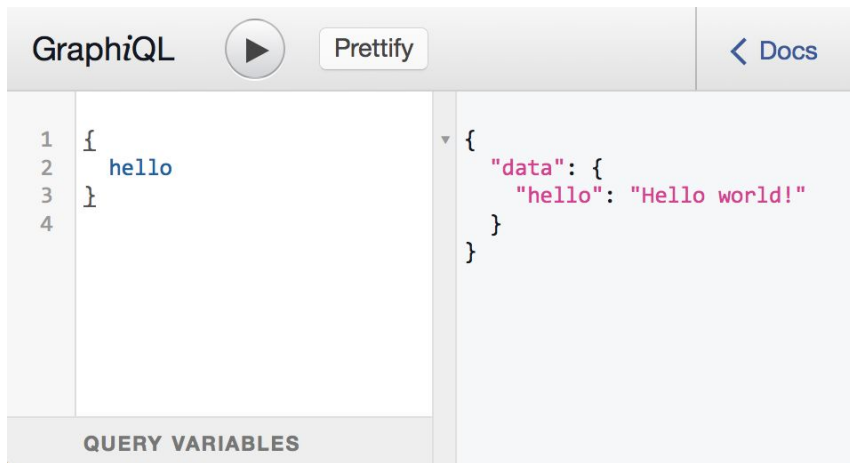 GraphiQL
Prettify
Docs
1 {
2 hello
3 }
4
{
"data": {
"hello": "Hello world!"
}
}
QUERY VARIABLES